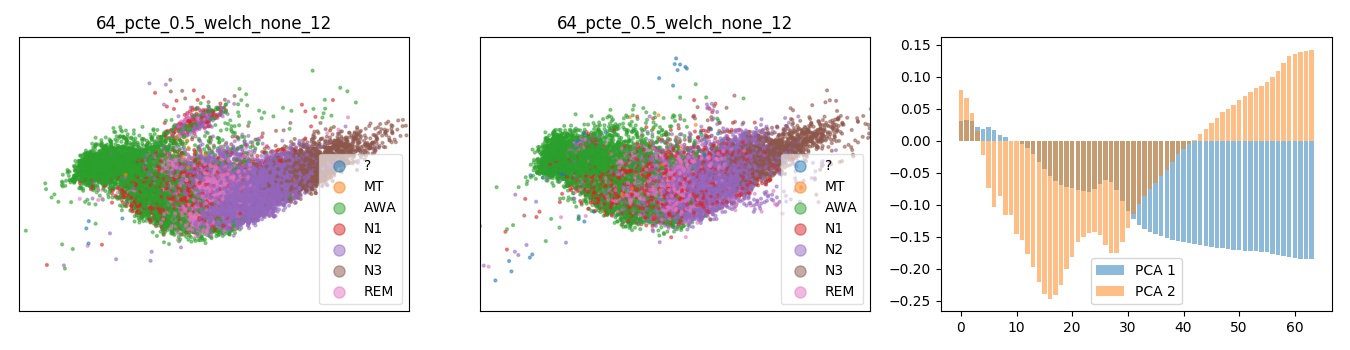 64_pcte_0.5_welch_none_12
?
MT
AWA
N1
N2
N3
REM
64_pcte_0.5_welch_none_12
?
MT
AWA
N1
N2
N3
REM
0.15
0.10
0.05
0.00
−0.05
−0.10
−0.15
−0.20
−0.25
PCA 1
PCA 2
0 10 20 30 40 50 60